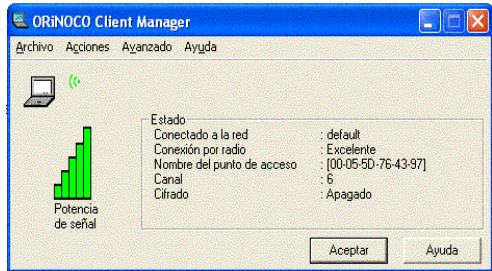 ORiNOCO Client Manager
Archivo Acciones Avanzado Ayuda
Estado
Conectado a la red : default
Conexión por radio : Excelente
Nombre del punto de acceso : [00-05-5D-76-43-97]
Canal : 6
Cifrado : Apagado
Potencia
de señal
Aceptar Ayuda